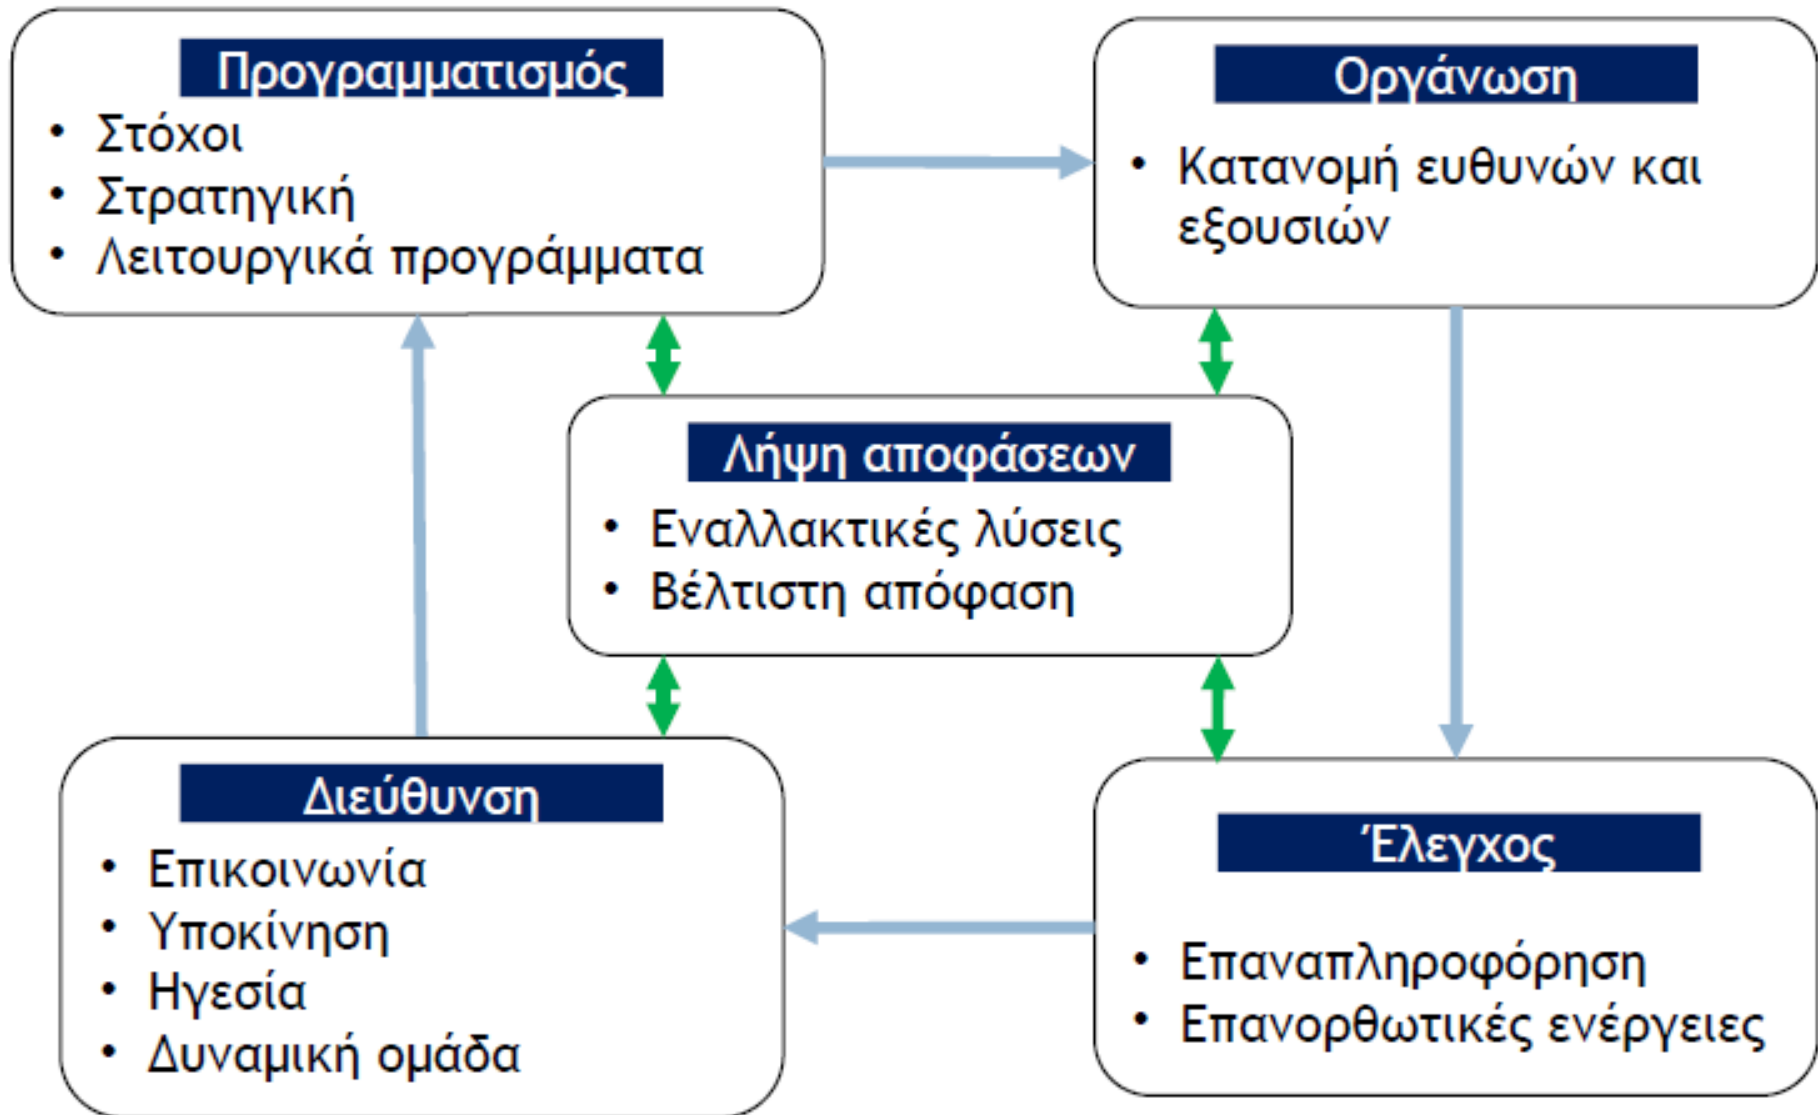 Προγραμματισμός
• Στόχοι
• Στρατηγική
• Λειτουργικά προγράμματα
Οργάνωση
• Κατανομή ευθυνών και
εξουσιών
Λήψη αποφάσεων
• Εναλλακτικές λύσεις
• Βέλτιστη απόφαση
Διεύθυνση
• Επικοινωνία
• Υποκίνηση
• Ηγεσία
• Δυναμική ομάδα
Έλεγχος
• Επαναπληροφόρηση
• Επανορθωτικές ενέργειες